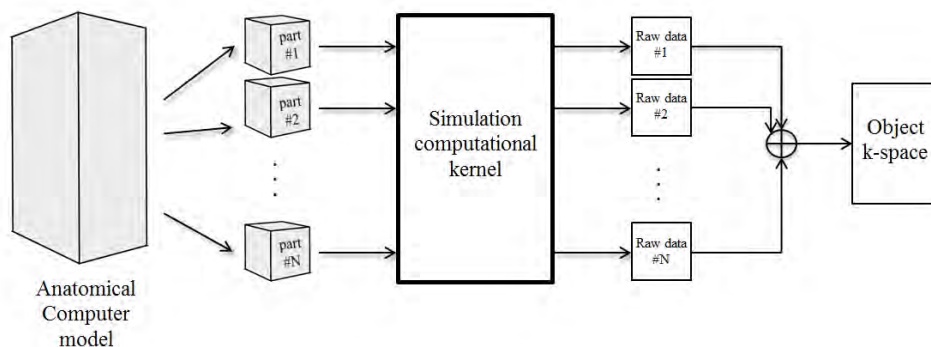 part
#1
part
#2
part
#N
Anatomical
Computer
model
Simulation
computational
kernel
Raw data
#1
Raw data
#2
Raw data
#N
Object
k-space